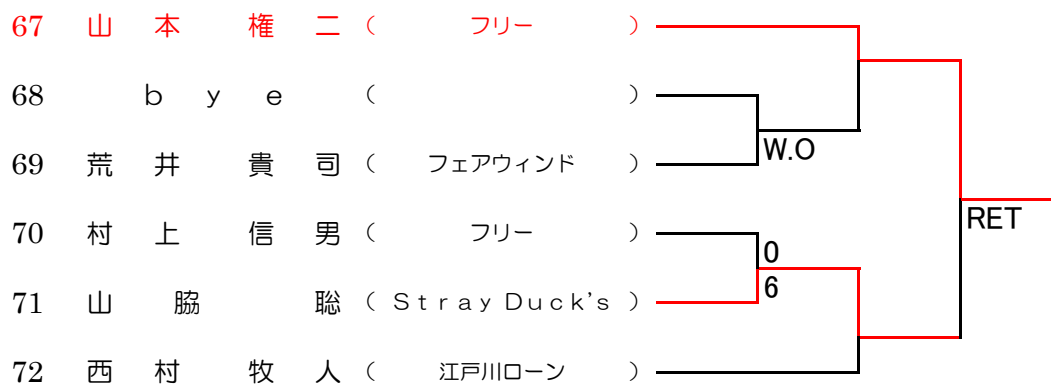 67 山本 権二 ( フリー )
68 bye ( )
W.O
69 荒井 貴司 ( フェアウィンド )
RET
70 村上 信男 ( フリー )
0
6
71 山脇 聡 ( Stray Duck's )
72 西村 牧人 ( 江戸川ローン )